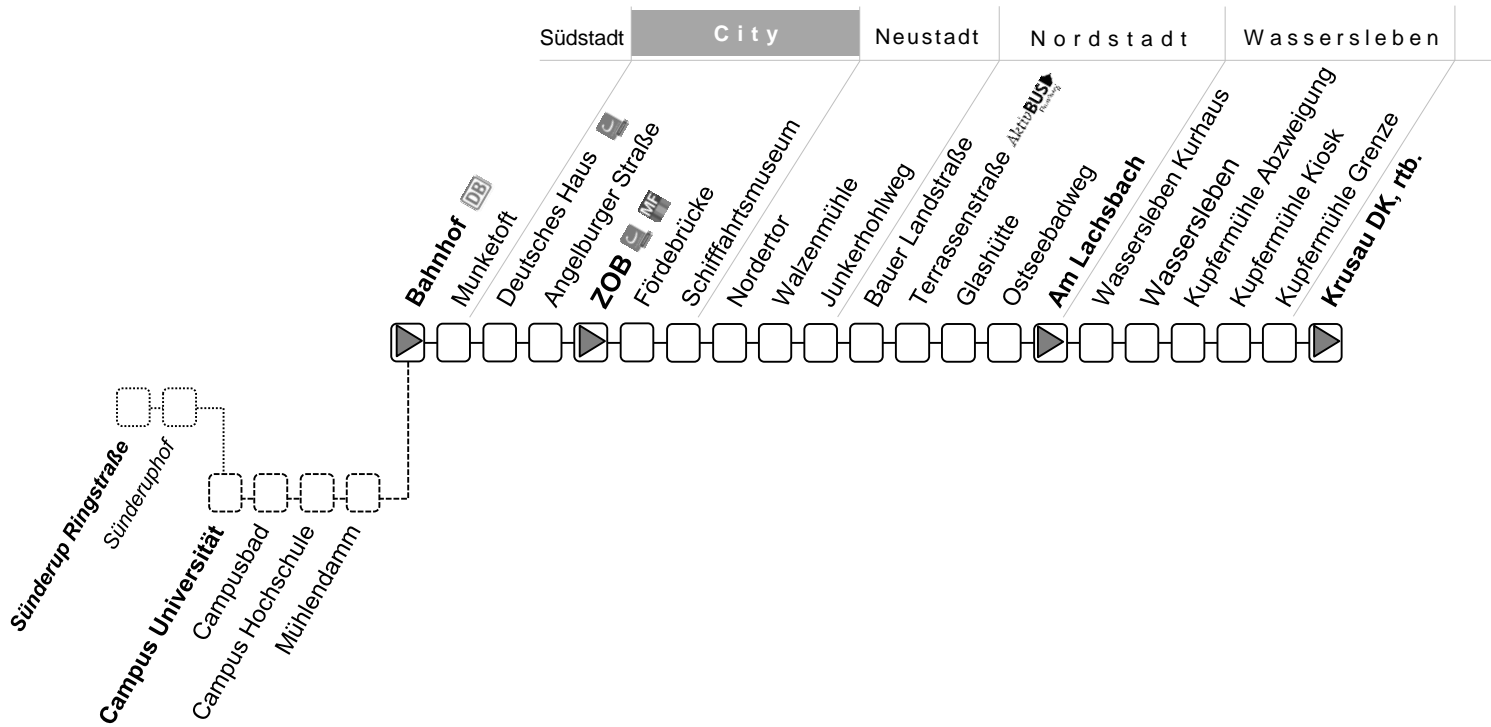 Südstadt
City
Neustadt
Nordstadt
Wassersleben
Bahnhof DB
Munketoft
Deutsches Haus
Angelburger Straße
ZOB MF
Fördebrücke
Schifffahrtsmuseum
Nordertor
Walzenmühle
Junkerhohlweg
Bauer Landstraße
Terrassenstraße AktivBUS
Glashütte
Ostseebadweg
Am Lachsbach
Wassersleben Kurhaus
Wassersleben
Kupfermühle Abzweigung
Kupfermühle Kiosk
Kupfermühle Grenze
Krusau DK, rtb.
Sünderup Ringstraße
Sünderuphof
Campus Universität
Campusbad
Campus Hochschule
Mühlendamm